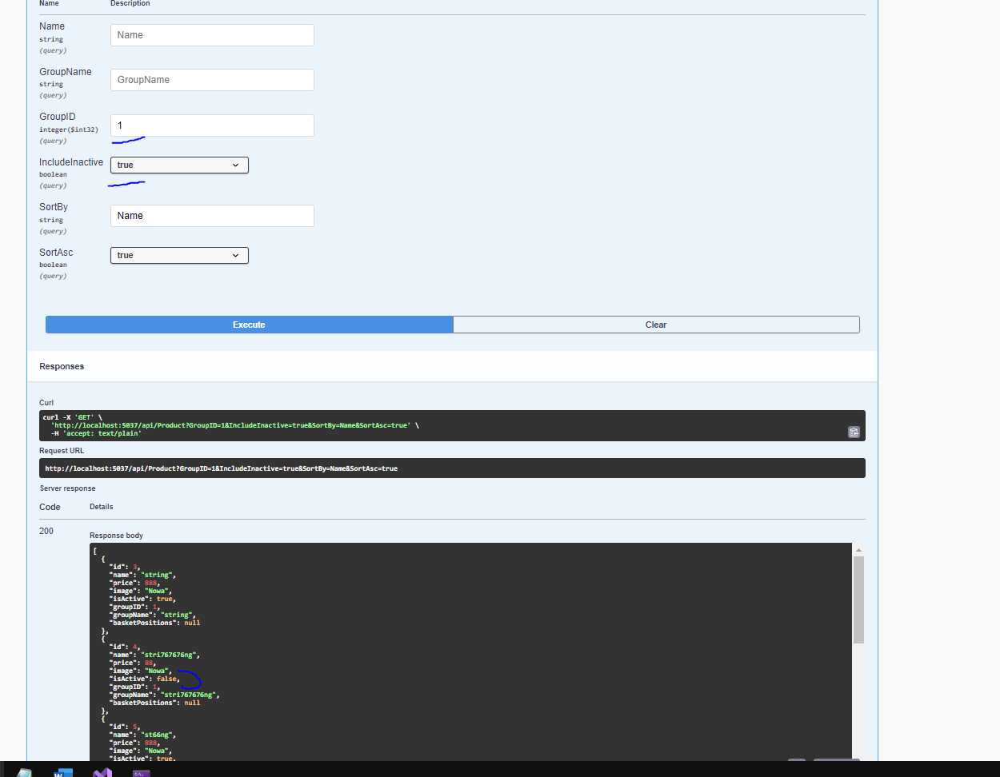 Name Description
Name
string
(query)
Name
GroupName
string
(query)
GroupName
GroupID
integer($int32)
(query)
1
IncludeInactive
boolean
(query)
true
SortBy
string
(query)
Name
SortAsc
boolean
(query)
true
Execute Clear
Responses
Curl
curl -X 'GET' \
'http://localhost:5037/api/Product?GroupID=1&IncludeInactive=true&SortBy=Name&SortAsc=true' \
-H 'accept: text/plain'
Request URL
http://localhost:5037/api/Product?GroupID=1&IncludeInactive=true&SortBy=Name&SortAsc=true
Server response
Code Details
200
Response body
[
{
"id": 3,
"name": "string",
"price": 888,
"image": "Nowa",
"isActive": true,
"groupID": 1,
"groupName": "string",
"basketPositions": null
},
{
"id": 4,
"name": "stri767676ng",
"price": 88,
"image": "Nowa",
"isActive": false,
"groupID": 1,
"groupName": "stri767676ng",
"basketPositions": null
},
{
"id": 5,
"name": "st66ng",
"price": 888,
"image": "Nowa",
"isActive": true,